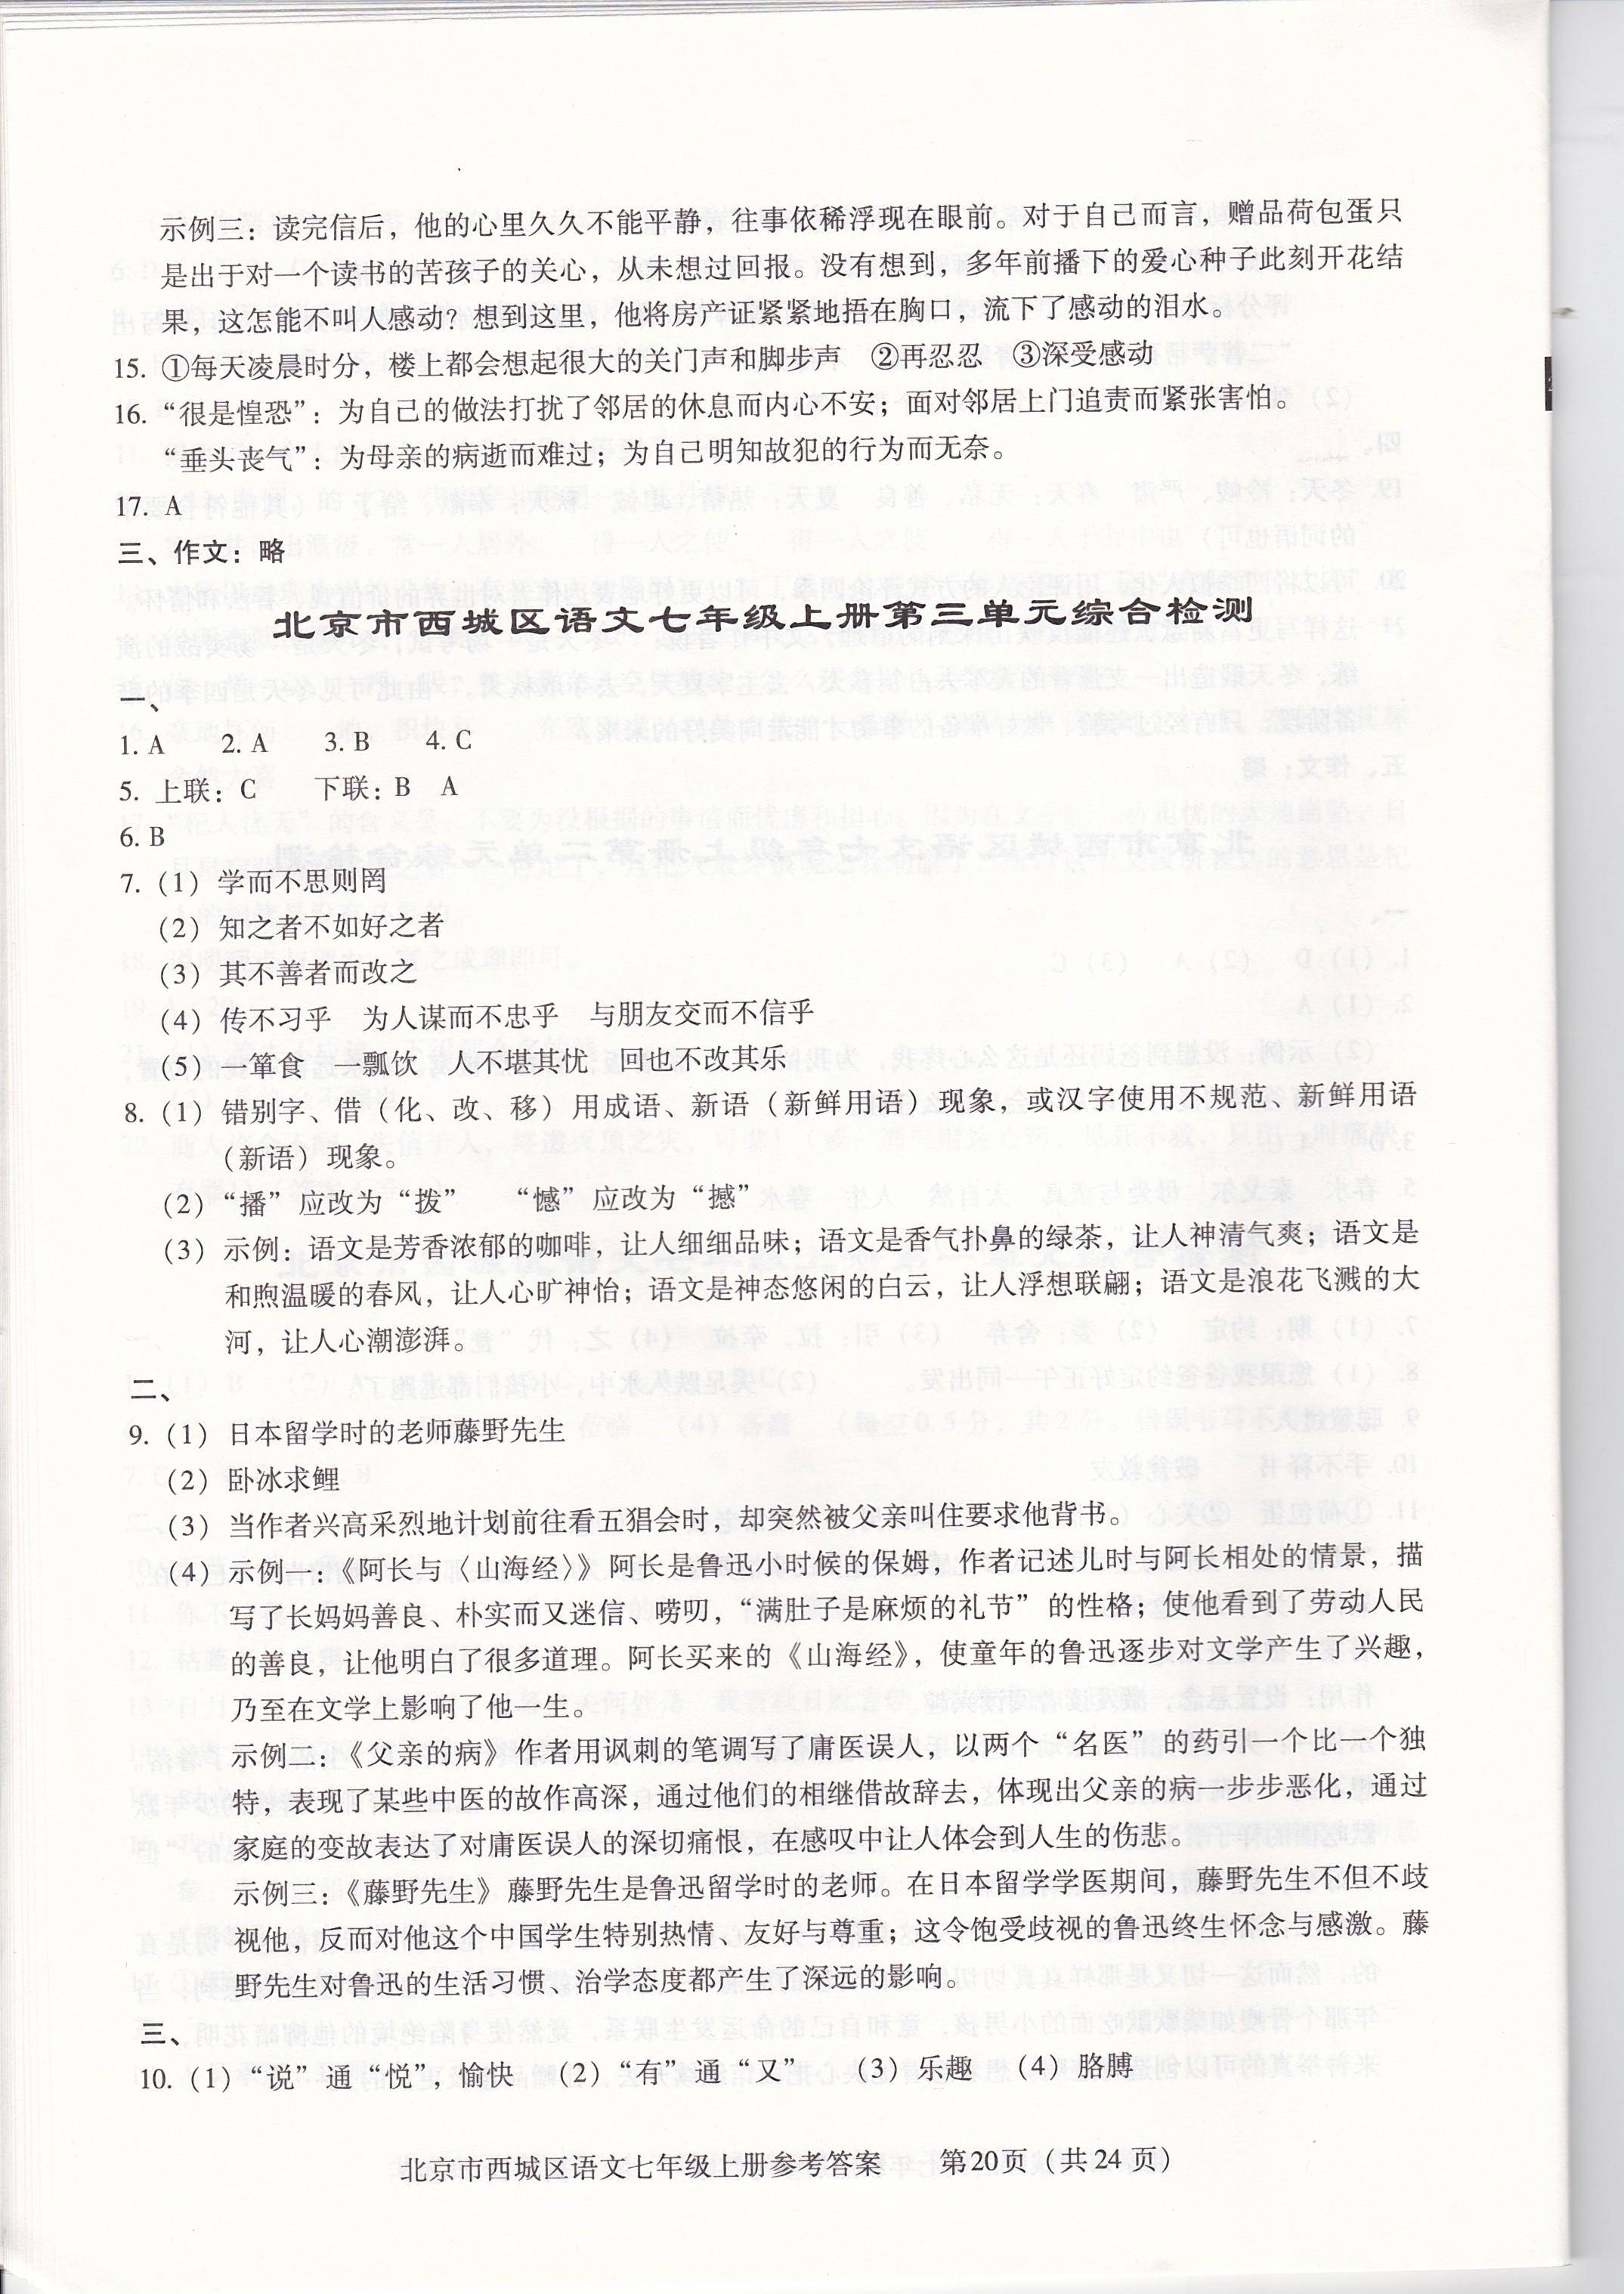 示例三：读完信后，他的心里久久不能平静，往事依稀浮现在眼前。对于自己而言，赠品荷包蛋只
是出于对一个读书的苦孩子的关心，从未想过回报。没有想到，多年前播下的爱心种子此刻开花结
果，这怎能不叫人感动？想到这里，他将房产证紧紧地捂在胸口，流下了感动的泪水。
15. ①每天凌晨时分，楼上都会想起很大的关门声和脚步声　②再忍忍　③深受感动
16. “很是惶恐”：为自己的做法打扰了邻居的休息而内心不安；面对邻居上门追责而紧张害怕。
“垂头丧气”：为母亲的病逝而难过；为自己明知故犯的行为而无奈。
17. A
三、作文：略
北京市西城区语文七年级上册第三单元综合检测
一、
1. A　2. A　3. B　4. C
5. 上联：C　下联：B　A
6. B
7.（1）学而不思则罔
（2）知之者不如好之者
（3）其不善者而改之
（4）传不习乎　为人谋而不忠乎　与朋友交而不信乎
（5）一箪食　一瓢饮　人不堪其忧　回也不改其乐
8.（1）错别字、借（化、改、移）用成语、新语（新鲜用语）现象，或汉字使用不规范、新鲜用语
（新语）现象。
（2）“播”应改为“拨”　“憾”应改为“撼”
（3）示例：语文是芳香浓郁的咖啡，让人细细品味；语文是香气扑鼻的绿茶，让人神清气爽；语文是
和煦温暖的春风，让人心旷神怡；语文是神态悠闲的白云，让人浮想联翩；语文是浪花飞溅的大
河，让人心潮澎湃。
二、
9.（1）日本留学时的老师藤野先生
（2）卧冰求鲤
（3）当作者兴高采烈地计划前往看五猖会时，却突然被父亲叫住要求他背书。
（4）示例一：《阿长与〈山海经〉》阿长是鲁迅小时候的保姆，作者记述儿时与阿长相处的情景，描
写了长妈妈善良、朴实而又迷信、唠叨，“满肚子是麻烦的礼节”的性格；使他看到了劳动人民
的善良，让他明白了很多道理。阿长买来的《山海经》，使童年的鲁迅逐步对文学产生了兴趣，
乃至在文学上影响了他一生。
示例二：《父亲的病》作者用讽刺的笔调写了庸医误人，以两个“名医”的药引一个比一个独
特，表现了某些中医的故作高深，通过他们的相继借故辞去，体现出父亲的病一步步恶化，通过
家庭的变故表达了对庸医误人的深切痛恨，在感叹中让人体会到人生的伤悲。
示例三：《藤野先生》藤野先生是鲁迅留学时的老师。在日本留学学医期间，藤野先生不但不歧
视他，反而对他这个中国学生特别热情、友好与尊重；这令饱受歧视的鲁迅终生怀念与感激。藤
野先生对鲁迅的生活习惯、治学态度都产生了深远的影响。
三、
10.（1）“说”通“悦”，愉快　（2）“有”通“又”　（3）乐趣　（4）胳膊
北京市西城区语文七年级上册参考答案　第20页（共24页）